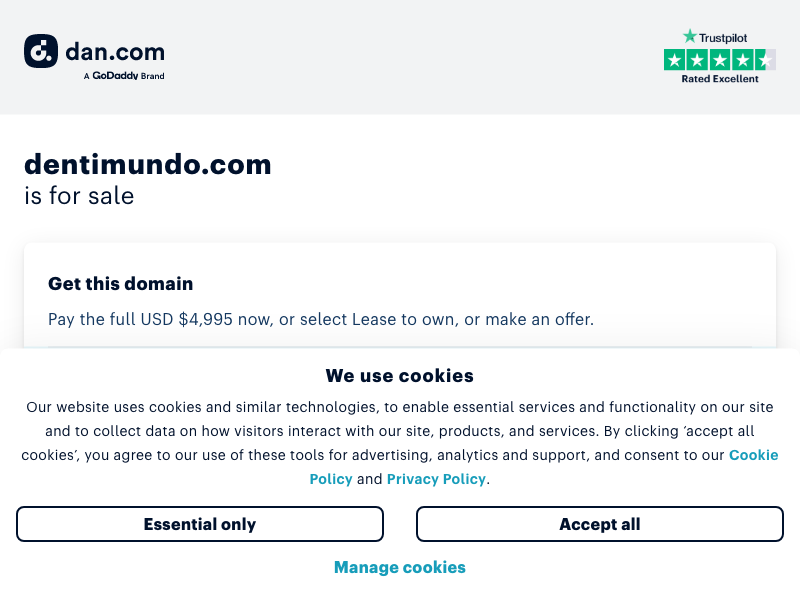 dan.com
A GoDaddy Brand
Trustpilot
Rated Excellent
dentimundo.com
is for sale
Get this domain
Pay the full USD $4,995 now, or select Lease to own, or make an offer.
We use cookies
Our website uses cookies and similar technologies, to enable essential services and functionality on our site
and to collect data on how visitors interact with our site, products, and services. By clicking ‘accept all
cookies’, you agree to our use of these tools for advertising, analytics and support, and consent to our Cookie
Policy and Privacy Policy.
Essential only
Accept all
Manage cookies